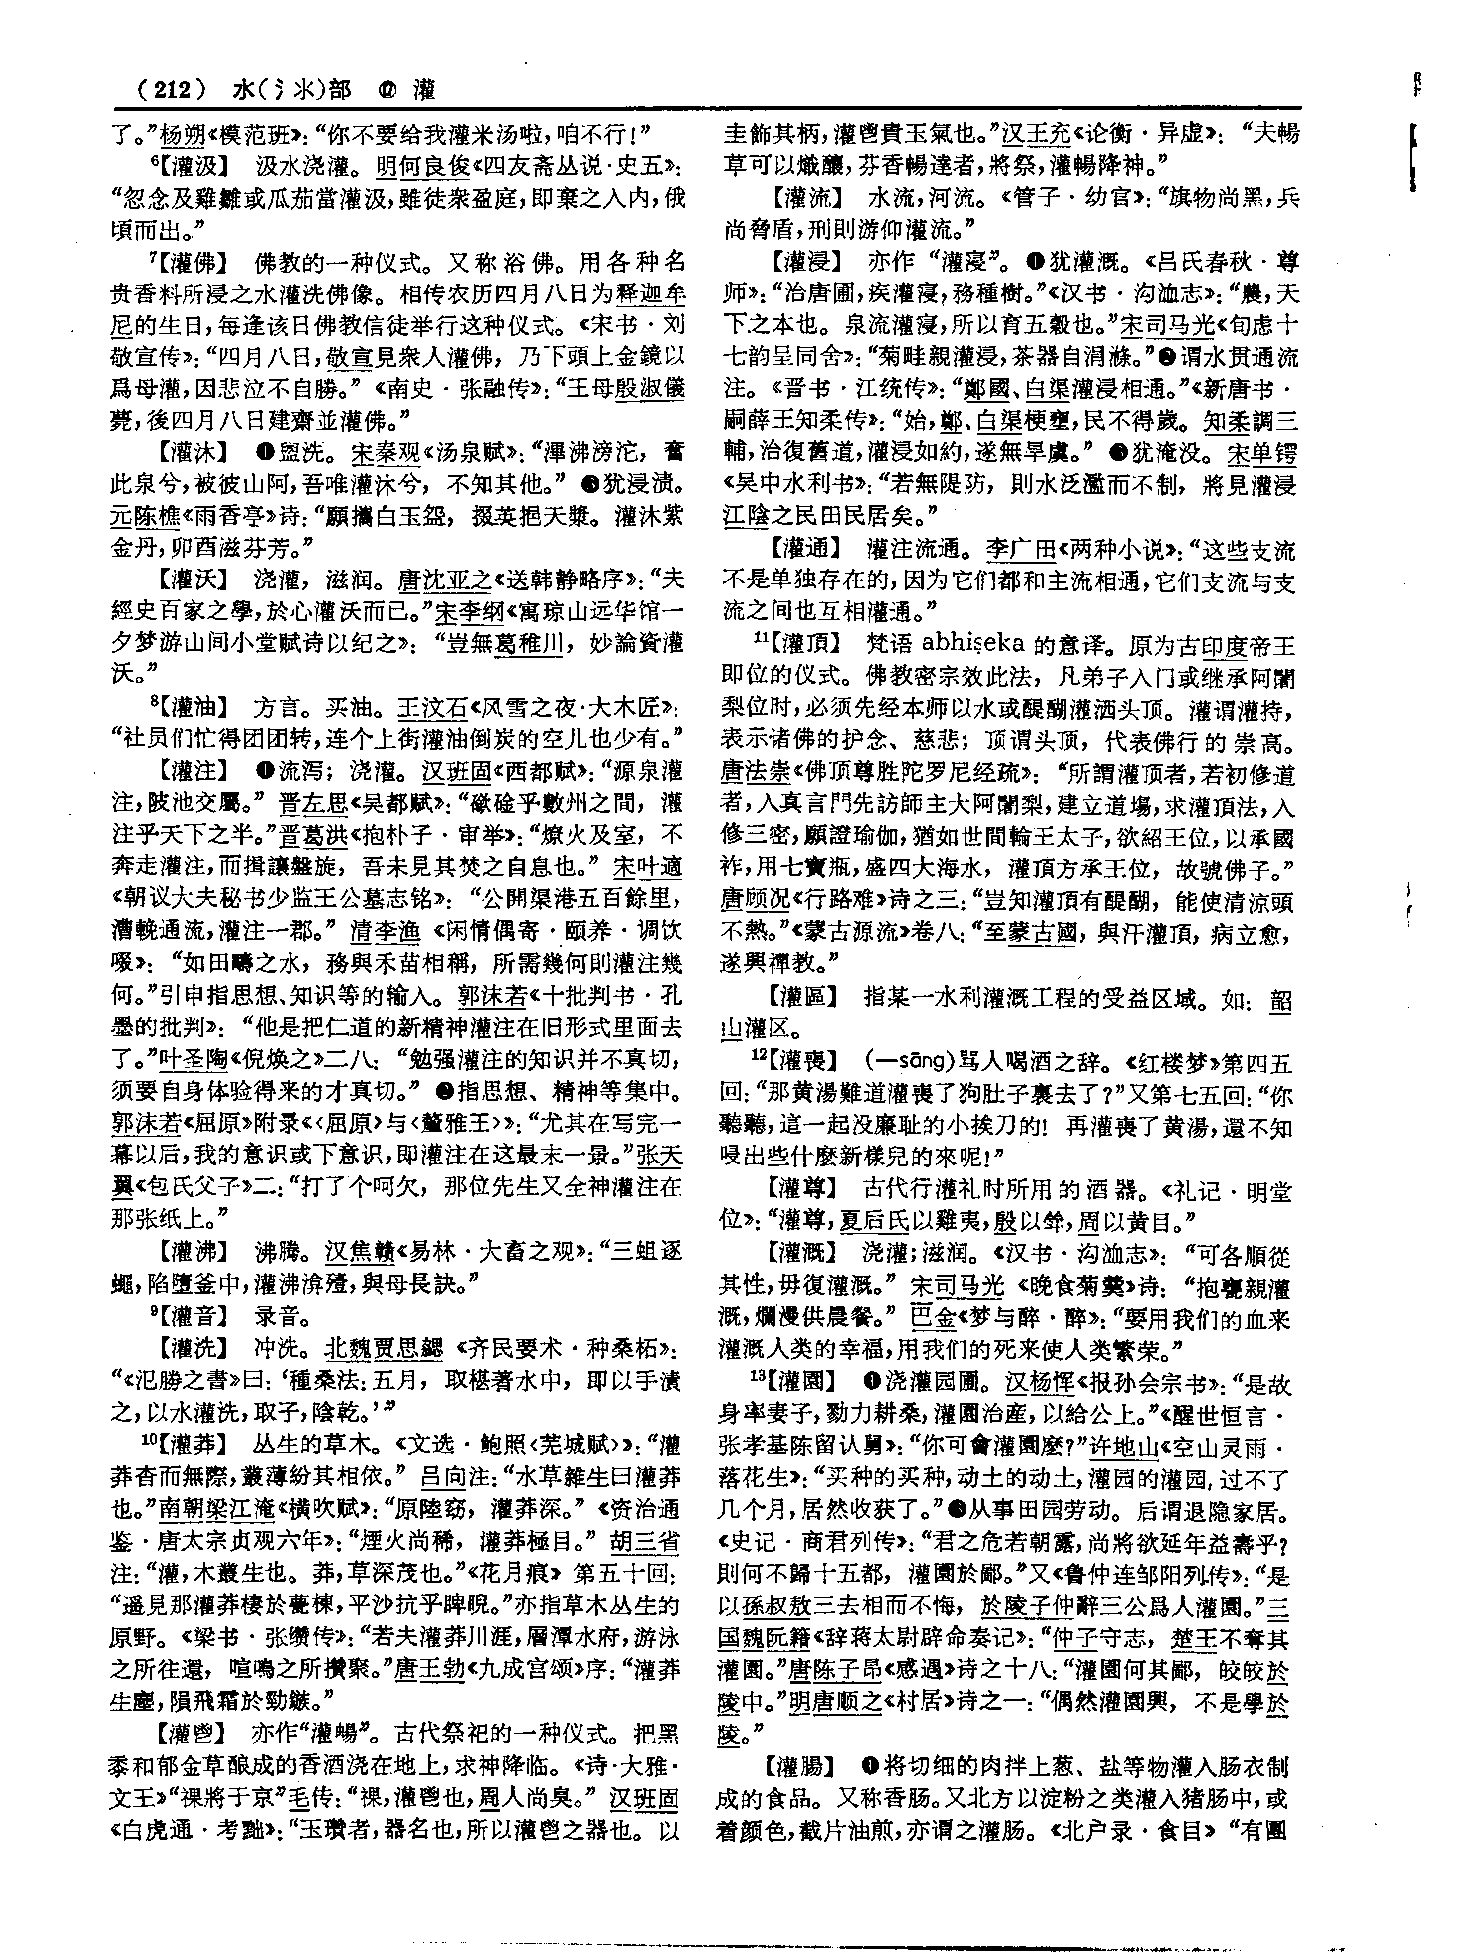 (212) 水(氵氺)部 ⑰ 灌
了。”杨朔《模范班》：“你不要给我灌米汤啦，咱不行！”
⁶【灌汲】 汲水浇灌。明何良俊《四友斋丛说·史五》：
“忽念及雞雛或瓜茄當灌汲，雖徒衆盈庭，即棄之入内，俄
頃而出。”
⁷【灌佛】 佛教的一种仪式。又称浴佛。用各种名
贵香料所浸之水灌洗佛像。相传农历四月八日为释迦牟
尼的生日，每逢该日佛教信徒举行这种仪式。《宋书·刘
敬宣传》：“四月八日，敬宣見衆人灌佛，乃下頭上金鏡以
爲母灌，因悲泣不自勝。”《南史·张融传》：“王母殷淑儀
薨，後四月八日建齋並灌佛。”
【灌沐】 ❶盥洗。宋秦观《汤泉赋》：“渾沸滂沱，奮
此泉兮，被彼山阿，吾唯灌沐兮，不知其他。”❷犹浸渍。
元陈樵《雨香亭》诗：“願攜白玉盌，掇英挹天漿。灌沐紫
金丹，卯酉滋芬芳。”
【灌沃】 浇灌，滋润。唐沈亚之《送韩静略序》：“夫
經史百家之學，於心灌沃而已。”宋李纲《寓琼山远华馆一
夕梦游山间小堂赋诗以纪之》：“豈無葛稚川，妙論資灌
沃。”
⁸【灌油】 方言。买油。王汶石《风雪之夜·大木匠》：
“社员们忙得团团转，连个上街灌油倒炭的空儿也少有。”
【灌注】 ❶流泻；浇灌。汉班固《西都赋》：“源泉灌
注，陂池交屬。”晋左思《吴都赋》：“㶁硿乎數州之間，灌
注乎天下之半。”晋葛洪《抱朴子·审举》：“燎火及室，不
奔走灌注，而揖讓盤旋，吾未見其焚之自息也。”宋叶適
《朝议大夫秘书少监王公墓志铭》：“公開渠港五百餘里，
漕輓通流，灌注一郡。”清李渔《闲情偶寄·颐养·调饮
啜》：“如田疇之水，務與禾苗相稱，所需幾何則灌注幾
何。”引申指思想、知识等的输入。郭沫若《十批判书·孔
墨的批判》：“他是把仁道的新精神灌注在旧形式里面去
了。”叶圣陶《倪焕之》二八：“勉强灌注的知识并不真切，
须要自身体验得来的才真切。”❷指思想、精神等集中。
郭沫若《屈原》附录《〈屈原〉与〈釐雅王〉》：“尤其在写完一
幕以后，我的意识或下意识，即灌注在这最末一景。”张天
翼《包氏父子》二：“打了个呵欠，那位先生又全神灌注在
那张纸上。”
【灌沸】 沸腾。汉焦赣《易林·大畜之观》：“三蛆逐
蠅，陷墮釜中，灌沸渰殪，與母長訣。”
⁹【灌音】 录音。
【灌洗】 冲洗。北魏贾思勰《齐民要术·种桑柘》：
“《氾勝之書》曰：‘種桑法：五月，取椹著水中，即以手漬
之，以水灌洗，取子，陰乾。’”
¹⁰【灌莽】 丛生的草木。《文选·鲍照〈芜城赋〉》：“灌
莽杳而無際，叢薄紛其相依。”吕向注：“水草雜生曰灌莽
也。”南朝梁江淹《横吹赋》：“原陸窈，灌莽深。”《资治通
鉴·唐太宗贞观六年》：“煙火尚稀，灌莽極目。”胡三省
注：“灌，木叢生也。莽，草深茂也。”《花月痕》第五十回：
“遥見那灌莽棲於甍棟，平沙抗乎睥睨。”亦指草木丛生的
原野。《梁书·张缵传》：“若夫灌莽川涯，層潭水府，游泳
之所往還，喧鳴之所攢聚。”唐王勃《九成宫颂》序：“灌莽
生塵，隕飛霜於勁鏃。”
【灌鬯】 亦作“灌暢”。古代祭祀的一种仪式。把黑
黍和郁金草酿成的香酒浇在地上，求神降临。《诗·大雅·
文王》“祼將于京”毛传：“祼，灌鬯也，周人尚臭。”汉班固
《白虎通·考黜》：“玉瓚者，器名也，所以灌鬯之器也。以
圭飾其柄，灌鬯貴玉氣也。”汉王充《论衡·异虚》：“夫暢
草可以熾釀，芬香暢達者，將祭，灌暢降神。”
【灌流】 水流，河流。《管子·幼官》：“旗物尚黑，兵
尚脅盾，刑則游仰灌流。”
【灌浸】 亦作“灌寖”。❶犹灌溉。《吕氏春秋·尊
师》：“治唐圃，疾灌寖，務種樹。”《汉书·沟洫志》：“農，天
下之本也。泉流灌寖，所以育五穀也。”宋司马光《旬虑十
七韵呈同舍》：“菊畦親灌浸，茶器自涓滌。”❷谓水贯通流
注。《晋书·江统传》：“鄭國、白渠灌浸相通。”《新唐书·
嗣薛王知柔传》：“始，鄭、白渠梗壅，民不得歲。知柔調三
輔，治復舊道，灌浸如約，遂無旱虞。”❸犹淹没。宋单锷
《吴中水利书》：“若無隄防，則水泛濫而不制，將見灌浸
江陰之民田民居矣。”
【灌通】 灌注流通。李广田《两种小说》：“这些支流
不是单独存在的，因为它们都和主流相通，它们支流与支
流之间也互相灌通。”
¹¹【灌頂】 梵语 abhiṣeka 的意译。原为古印度帝王
即位的仪式。佛教密宗效此法，凡弟子入门或继承阿闍
梨位时，必须先经本师以水或醍醐灌洒头顶。灌谓灌持，
表示诸佛的护念、慈悲；顶谓头顶，代表佛行的崇高。
唐法崇《佛顶尊胜陀罗尼经疏》：“所謂灌顶者，若初修道
者，入真言門先訪師主大阿闍梨，建立道場，求灌頂法，入
修三密，願證瑜伽，猶如世間輪王太子，欲紹王位，以承國
祚，用七寶瓶，盛四大海水，灌頂方承王位，故號佛子。”
唐顾况《行路难》诗之三：“豈知灌頂有醍醐，能使清凉頭
不熱。”《蒙古源流》卷八：“至蒙古國，與汗灌頂，病立愈，
遂興禪教。”
【灌區】 指某一水利灌溉工程的受益区域。如：韶
山灌区。
¹²【灌喪】 （—sāng）骂人喝酒之辞。《红楼梦》第四五
回：“那黄湯難道灌喪了狗肚子裏去了？”又第七五回：“你
聽聽，這一起没廉耻的小挨刀的！再灌喪了黄湯，還不知
唚出些什麽新樣兒的來呢！”
【灌尊】 古代行灌礼时所用的酒器。《礼记·明堂
位》：“灌尊，夏后氏以雞夷，殷以斝，周以黄目。”
【灌溉】 浇灌；滋润。《汉书·沟洫志》：“可各順從
其性，毋復灌溉。”宋司马光《晚食菊羹》诗：“抱甕親灌
溉，爛漫供晨餐。”巴金《梦与醉·醉》：“要用我们的血来
灌溉人类的幸福，用我们的死来使人类繁荣。”
¹³【灌園】 ❶浇灌园圃。汉杨恽《报孙会宗书》：“是故
身率妻子，勠力耕桑，灌園治産，以給公上。”《醒世恒言·
张孝基陈留认舅》：“你可會灌園麽？”许地山《空山灵雨·
落花生》：“买种的买种，动土的动土，灌园的灌园，过不了
几个月，居然收获了。”❷从事田园劳动。后谓退隐家居。
《史记·商君列传》：“君之危若朝露，尚將欲延年益壽乎？
則何不歸十五都，灌園於鄙。”又《鲁仲连邹阳列传》：“是
以孫叔敖三去相而不悔，於陵子仲辭三公爲人灌園。”三
国魏阮籍《辞蒋太尉辟命奏记》：“仲子守志，楚王不奪其
灌園。”唐陈子昂《感遇》诗之十八：“灌園何其鄙，皎皎於
陵中。”明唐顺之《村居》诗之一：“偶然灌園興，不是學於
陵。”
【灌腸】 ❶将切细的肉拌上葱、盐等物灌入肠衣制
成的食品。又称香肠。又北方以淀粉之类灌入猪肠中，或
着颜色，截片油煎，亦谓之灌肠。《北户录·食目》“有團